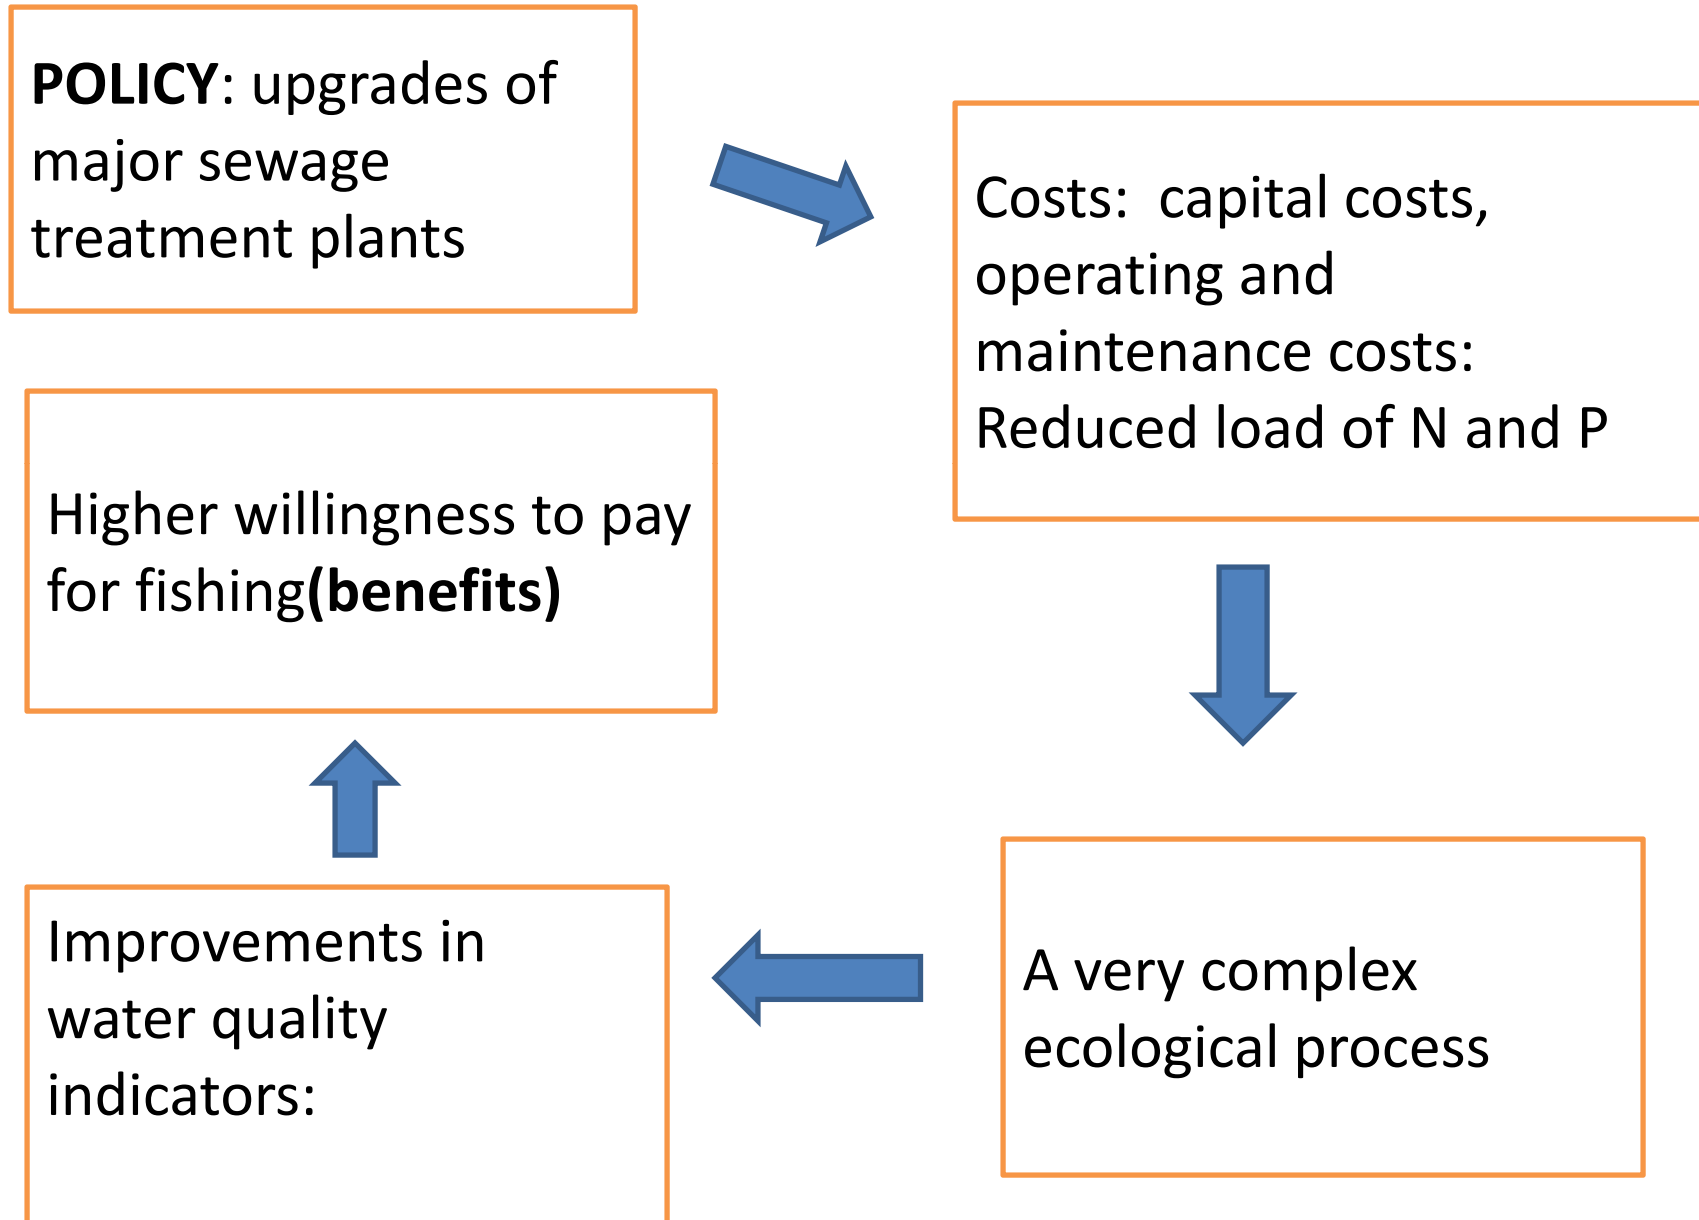 POLICY: upgrades of
major sewage
treatment plants
Costs:  capital costs,
operating and
maintenance costs:
Reduced load of N and P
A very complex
ecological process
Improvements in
water quality
indicators:
Higher willingness to pay
for fishing(benefits)